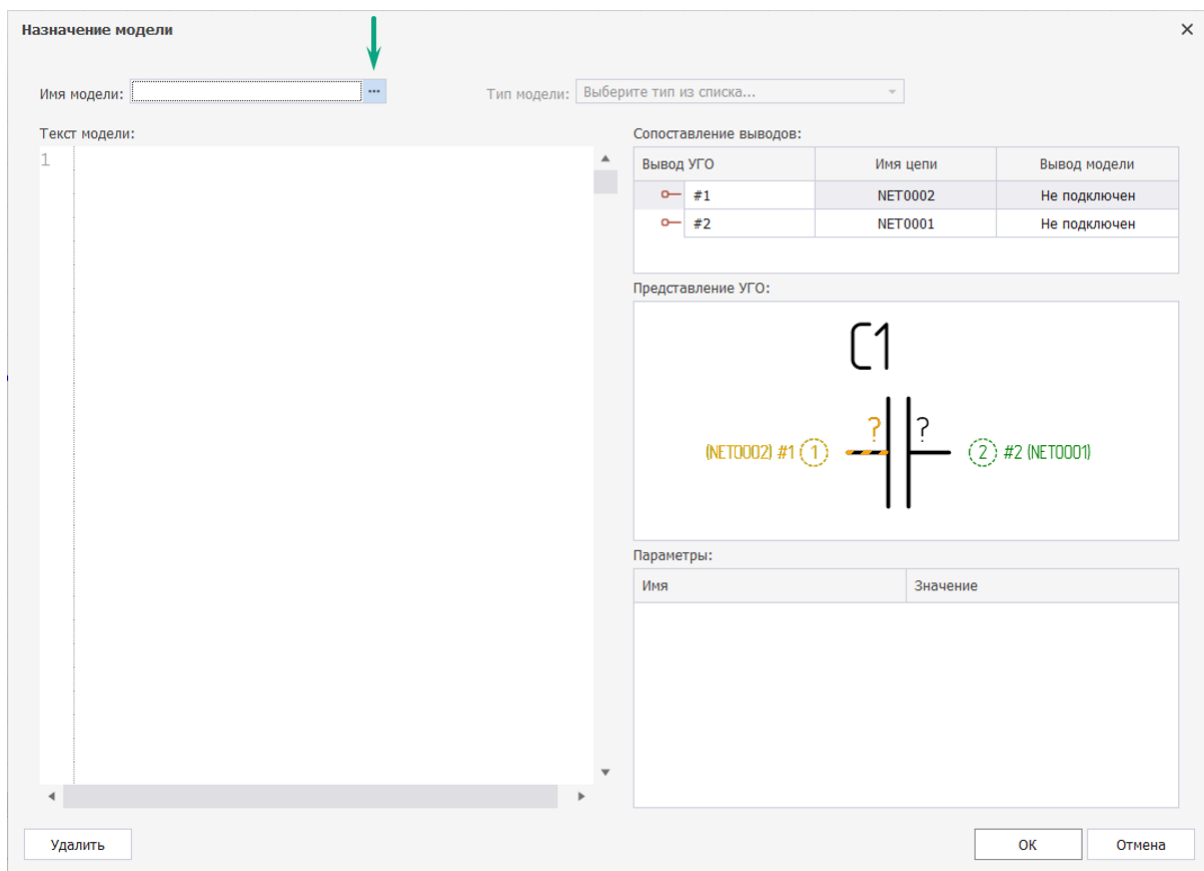 Назначение модели
Имя модели: ...
Тип модели: Выберите тип из списка...
Текст модели:
1
Сопоставление выводов:
Вывод УГО Имя цепи Вывод модели
#1 NET0002 Не подключен
#2 NET0001 Не подключен
Представление УГО:
C1
? ?
(NET0002) #1 1 2 #2 (NET0001)
Параметры:
Имя Значение
Удалить ОК Отмена